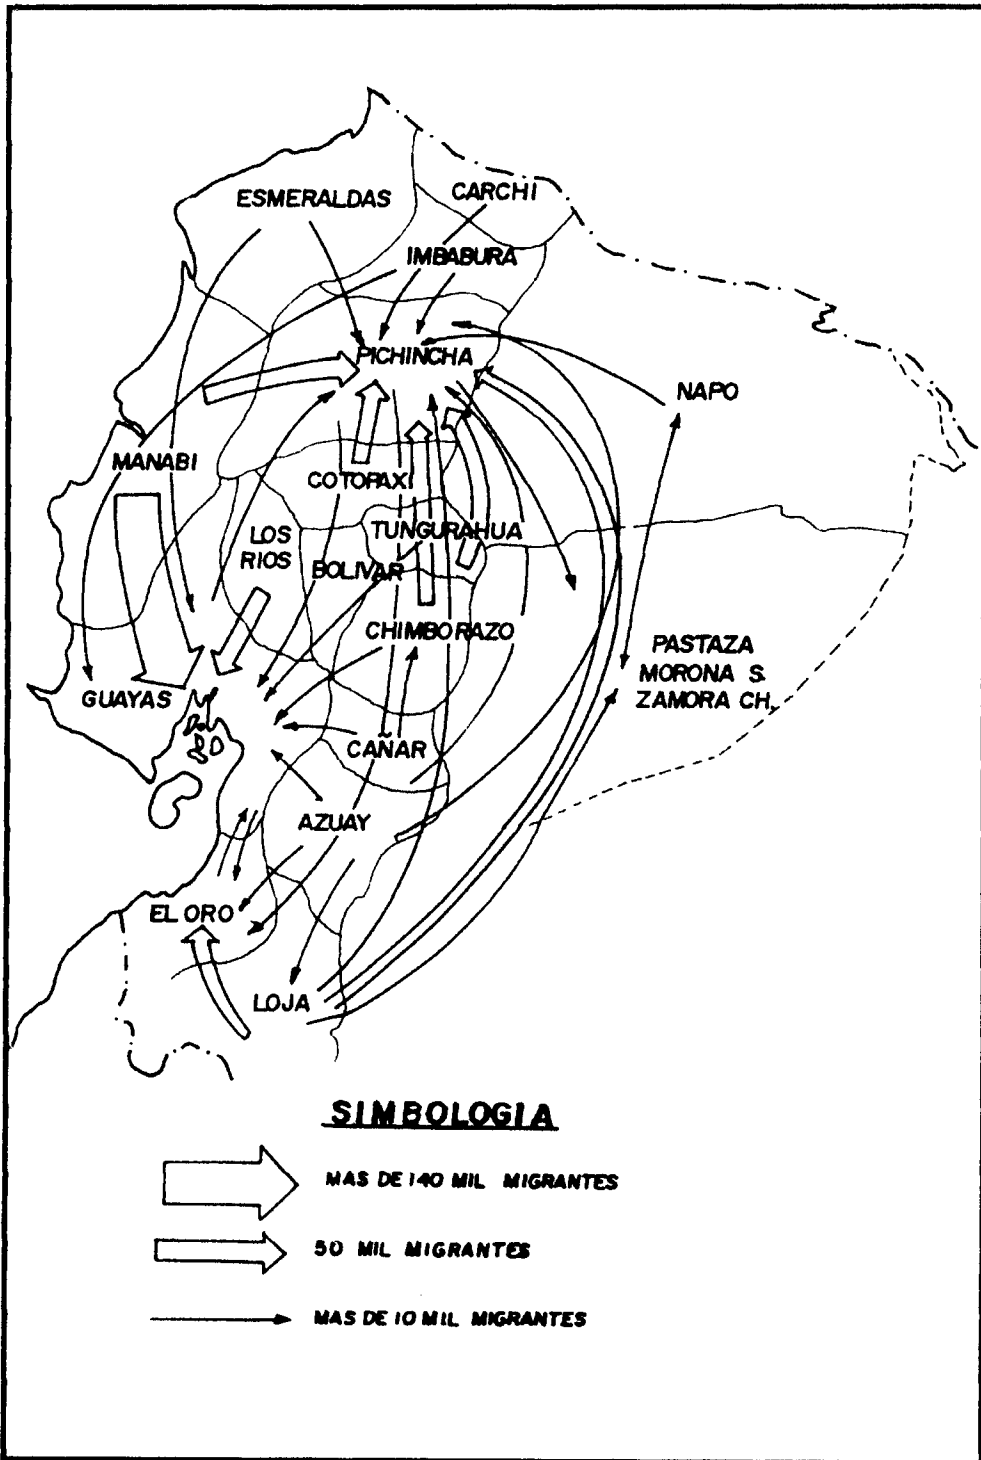 ESMERALDAS
CARCHI
IMBABURA
PICHINCHA
NAPO
MANABI
COTOPAXI
LOS
RIOS
TUNGURAHUA
BOLIVAR
CHIMBORAZO
PASTAZA
MORONA S.
ZAMORA CH.
GUAYAS
CAÑAR
AZUAY
EL ORO
LOJA
SIMBOLOGIA
MAS DE 140 MIL MIGRANTES
50 MIL MIGRANTES
MAS DE 10 MIL MIGRANTES